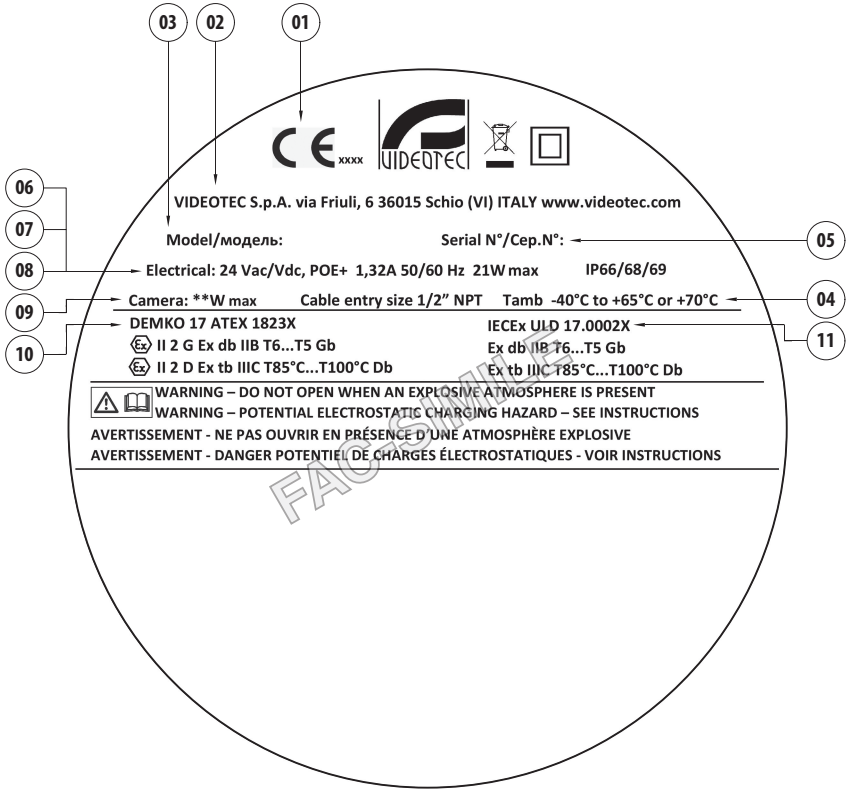 03 02 01
CE xxxx VIDEOTEC
VIDEOTEC S.p.A. via Friuli, 6 36015 Schio (VI) ITALY www.videotec.com
06
07
Model/модель: Serial N°/Сер.N°: 05
08 Electrical: 24 Vac/Vdc, POE+ 1,32A 50/60 Hz 21W max IP66/68/69
09 Camera: **W max Cable entry size 1/2” NPT Tamb -40°C to +65°C or +70°C 04
10 DEMKO 17 ATEX 1823X IECEx ULD 17.0002X 11
Ex II 2 G Ex db IIB T6...T5 Gb Ex db IIB T6...T5 Gb
Ex II 2 D Ex tb IIIC T85°C...T100°C Db Ex tb IIIC T85°C...T100°C Db
WARNING – DO NOT OPEN WHEN AN EXPLOSIVE ATMOSPHERE IS PRESENT
WARNING – POTENTIAL ELECTROSTATIC CHARGING HAZARD – SEE INSTRUCTIONS
AVERTISSEMENT - NE PAS OUVRIR EN PRÉSENCE D’UNE ATMOSPHÈRE EXPLOSIVE
AVERTISSEMENT - DANGER POTENTIEL DE CHARGES ÉLECTROSTATIQUES - VOIR INSTRUCTIONS
FAC-SIMILE